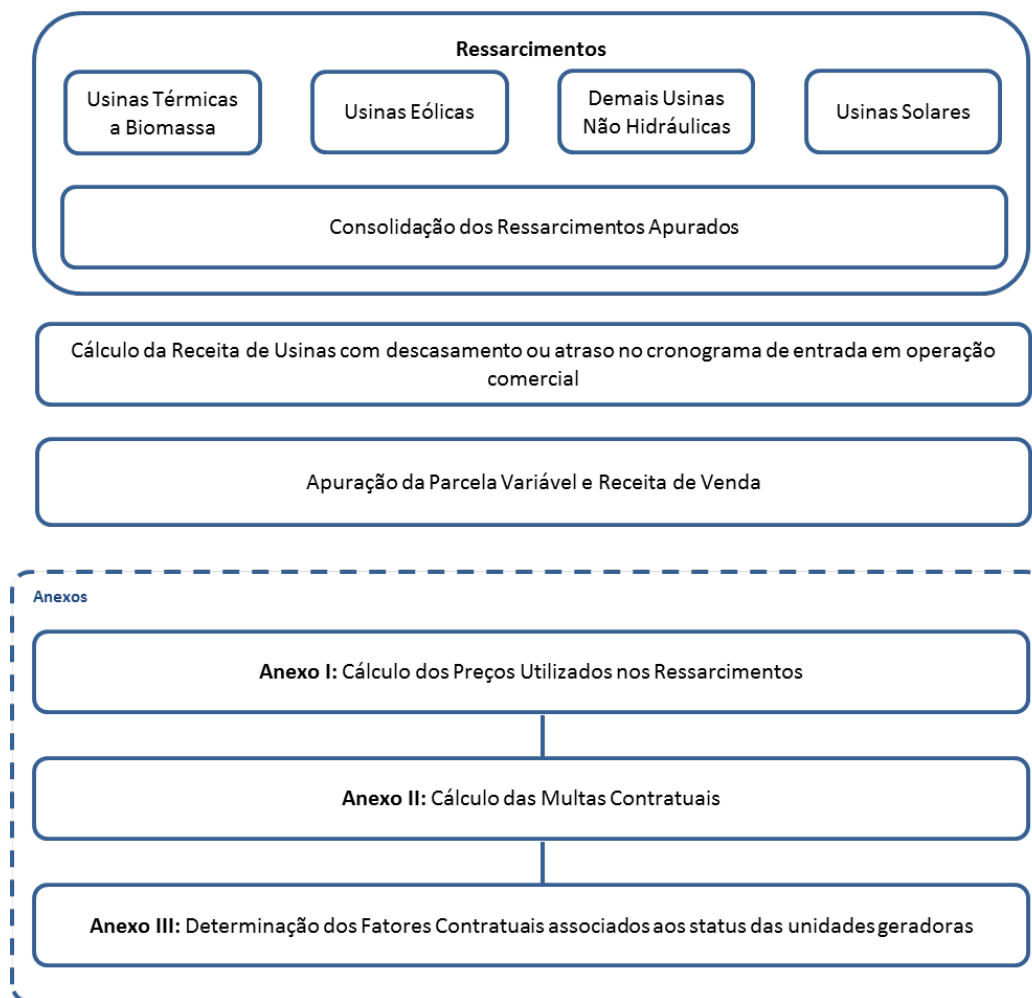 Ressarcimentos
Usinas Térmicas
a Biomassa
Usinas Eólicas
Demais Usinas
Não Hidráulicas
Usinas Solares
Consolidação dos Ressarcimentos Apurados
Cálculo da Receita de Usinas com descasamento ou atraso no cronograma de entrada em operação
comercial
Apuração da Parcela Variável e Receita de Venda
Anexos
Anexo I: Cálculo dos Preços Utilizados nos Ressarcimentos
Anexo II: Cálculo das Multas Contratuais
Anexo III: Determinação dos Fatores Contratuais associados aos status das unidades geradoras